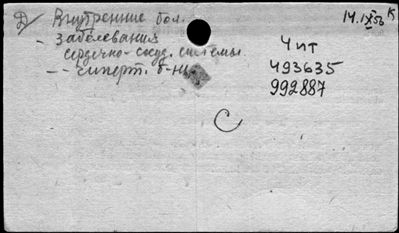 Д/ Внутренние бол.
14.IX53 К
- заболевания
сердечно-сосуд. системы
- - гиперт. б-нь
Чит
493635
992887
С